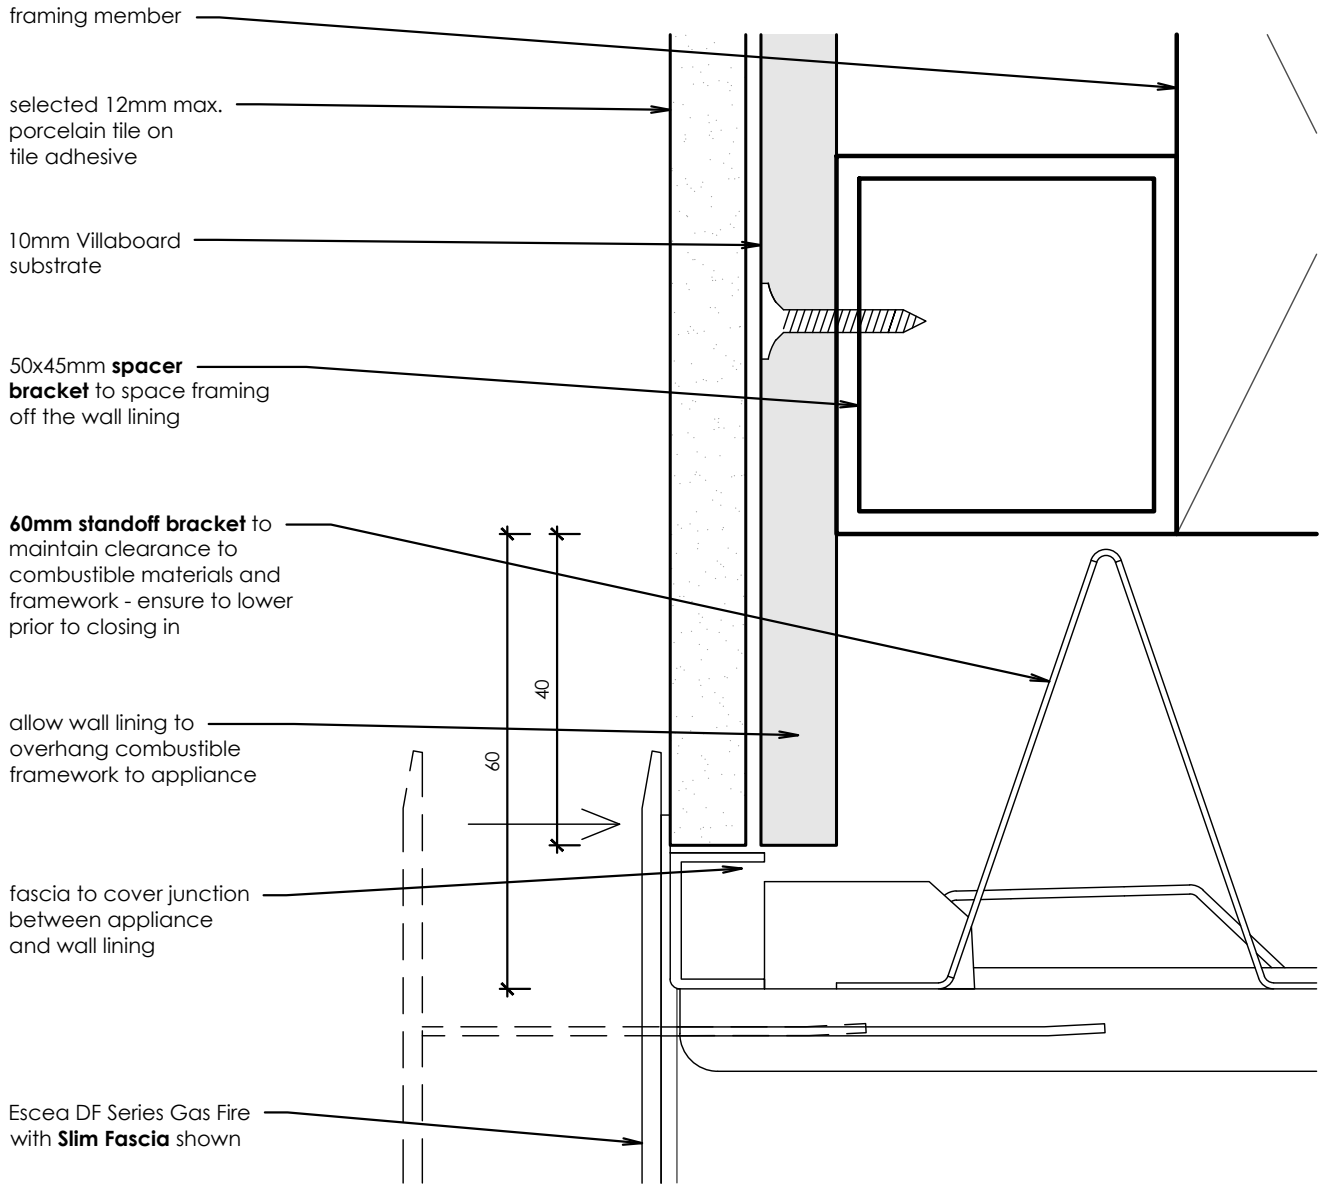 framing member
selected 12mm max.
porcelain tile on
tile adhesive
10mm Villaboard
substrate
50x45mm spacer
bracket to space framing
off the wall lining
60mm standoff bracket to
maintain clearance to
combustible materials and
framework - ensure to lower
prior to closing in
40
60
allow wall lining to
overhang combustible
framework to appliance
fascia to cover junction
between appliance
and wall lining
Escea DF Series Gas Fire
with Slim Fascia shown